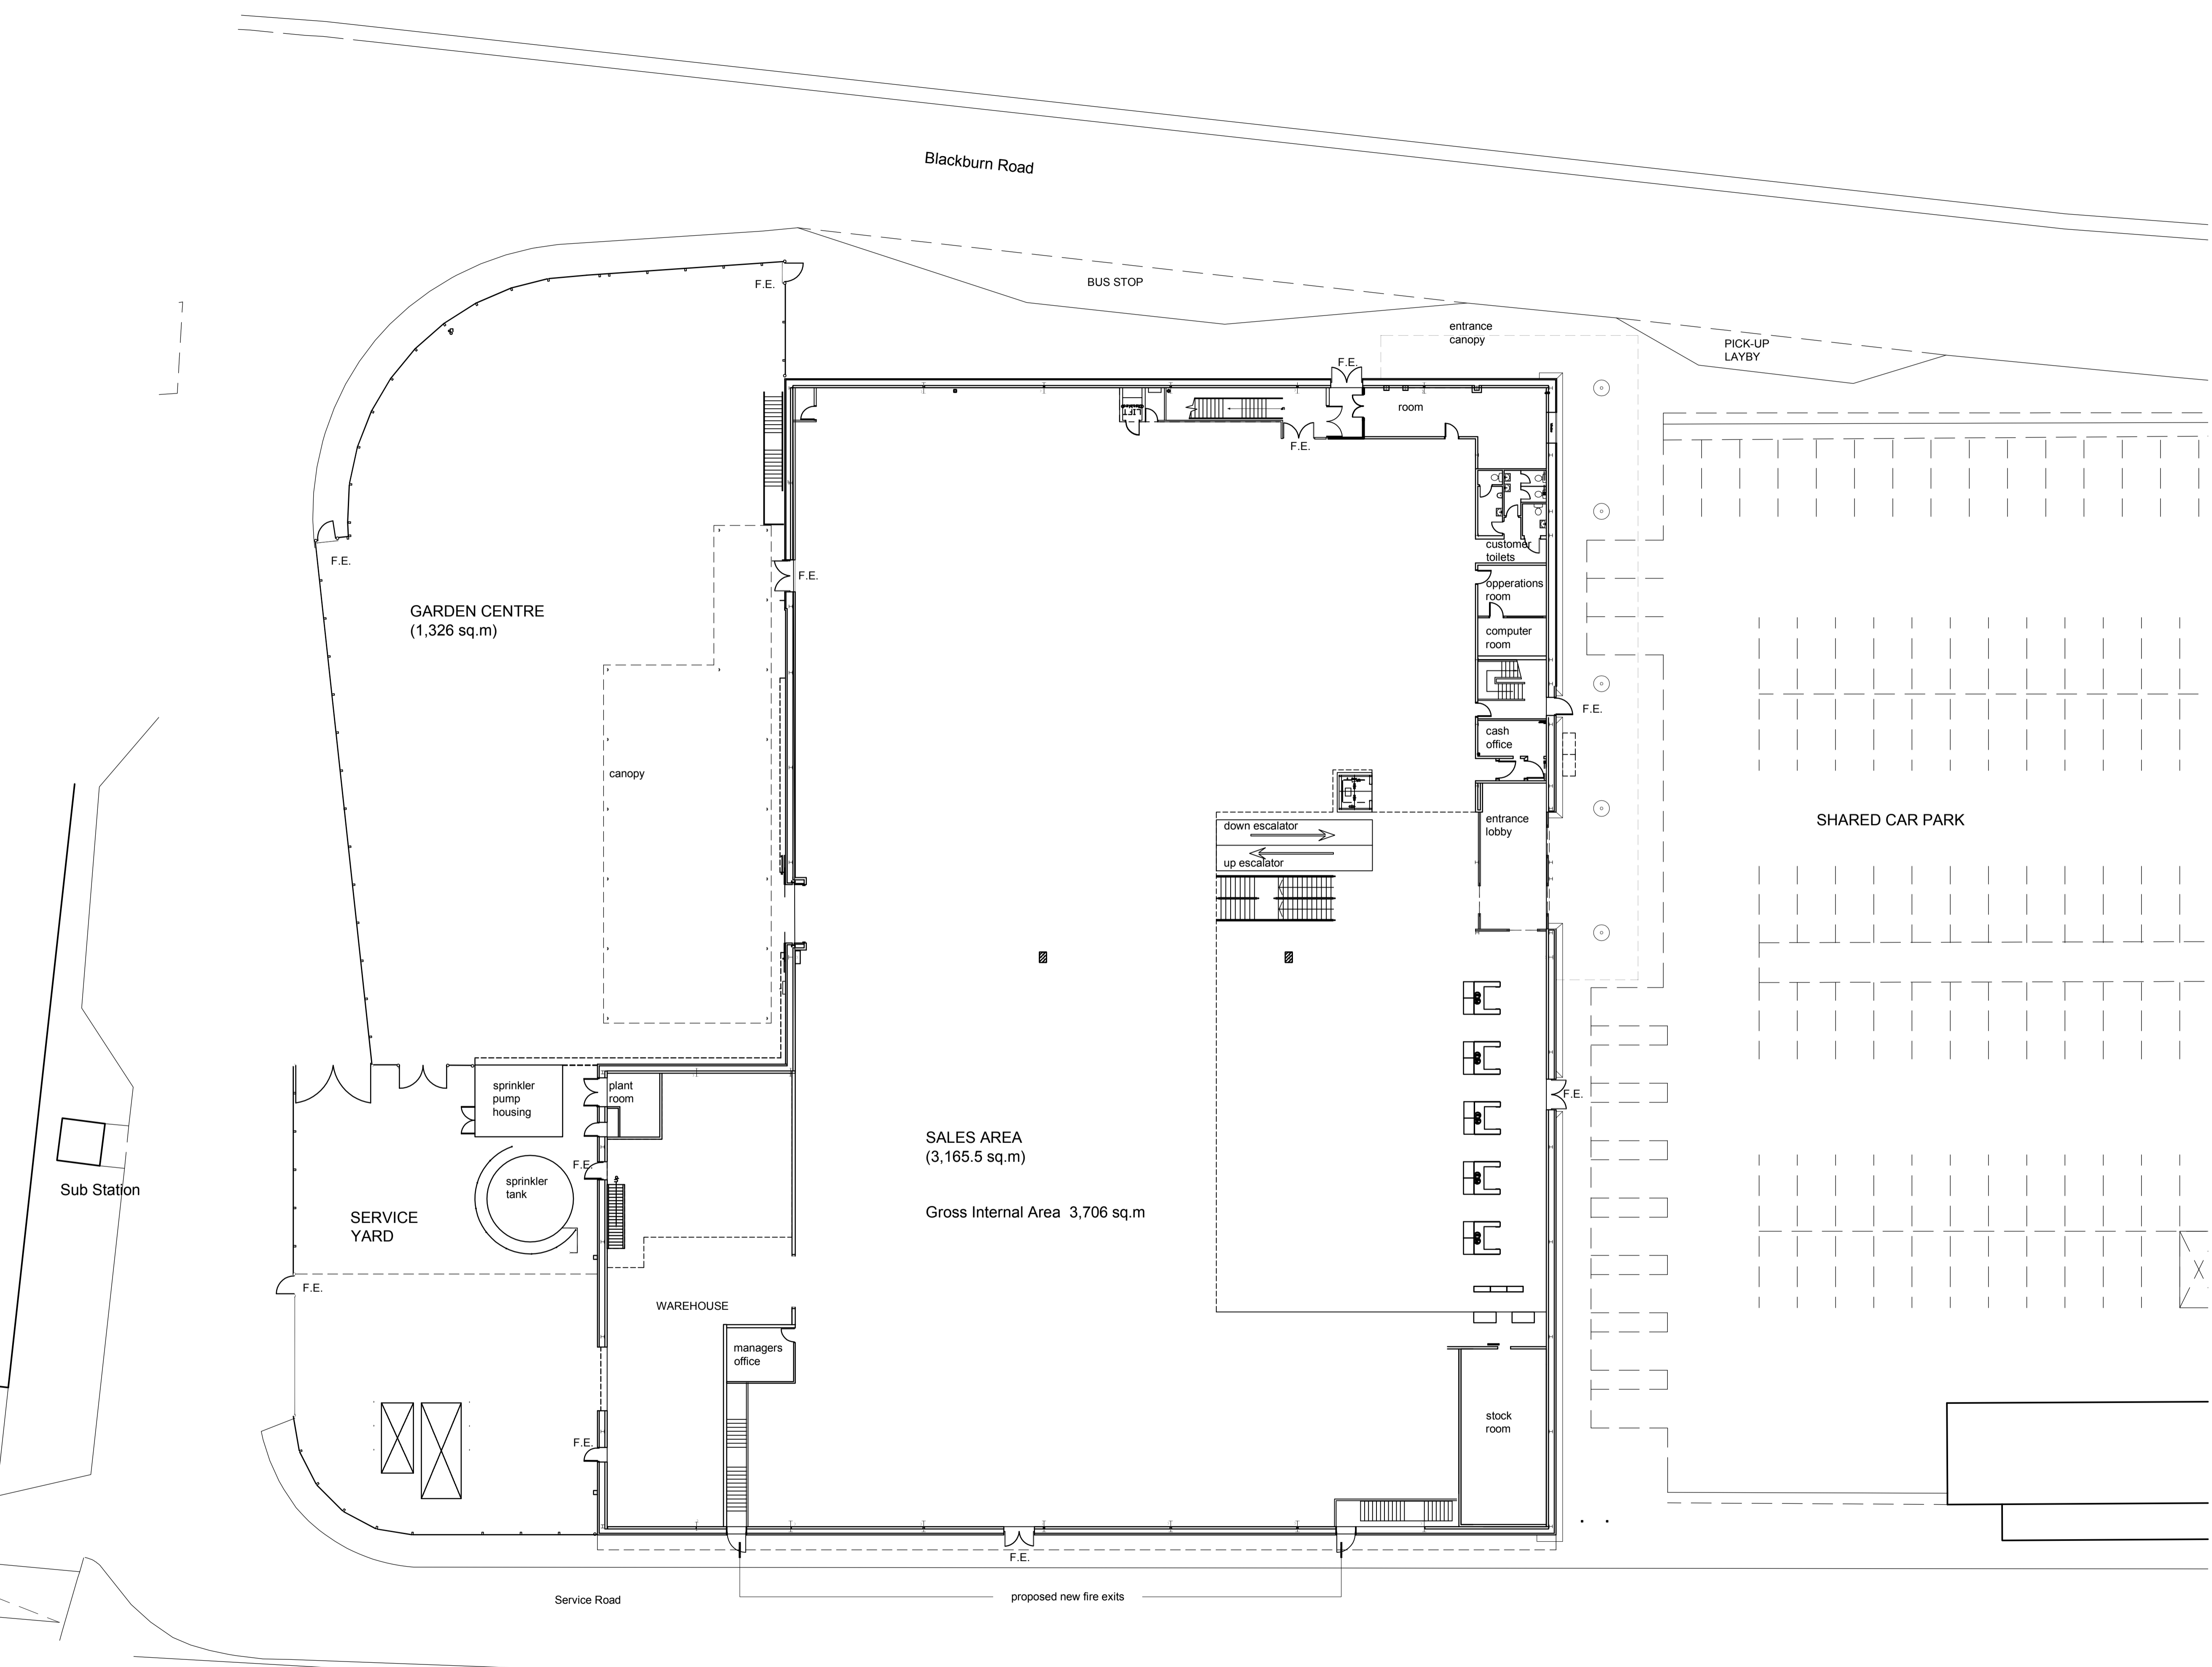 Blackburn Road
F.E.
BUS STOP
entrance
canopy
PICK-UP
LAYBY
F.E.
LIFT
room
F.E.
customer
toilets
F.E.
F.E.
opperations
room
GARDEN CENTRE
(1,326 sq.m)
computer
room
F.E.
cash
office
canopy
down escalator
up escalator
entrance
lobby
SHARED CAR PARK
sprinkler
pump
housing
plant
room
F.E.
SALES AREA
(3,165.5 sq.m)
F.E.
Sub Station
sprinkler
tank
SERVICE
YARD
Gross Internal Area 3,706 sq.m
F.E.
WAREHOUSE
managers
office
stock
room
F.E.
F.E.
Service Road
proposed new fire exits